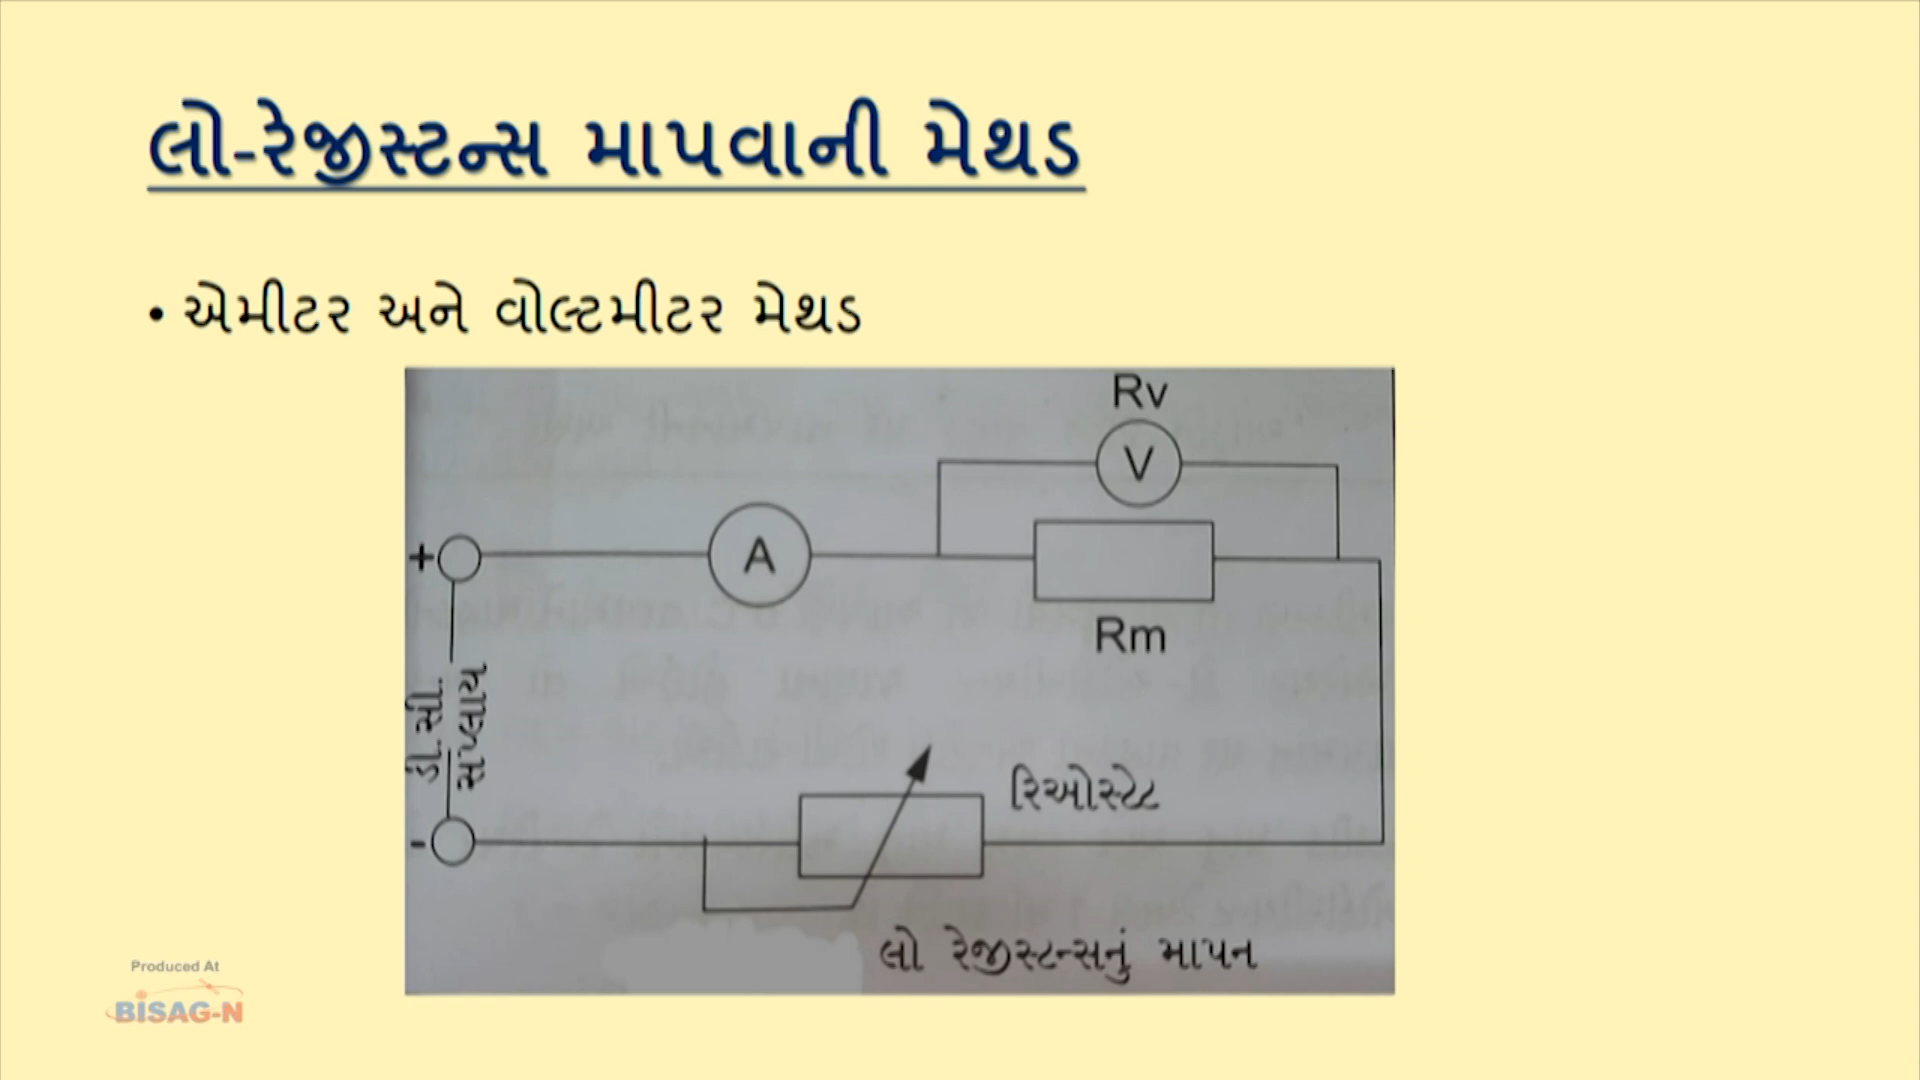 લો-રેજીસ્ટન્સ માપવાની મેથડ
• એમીટર અને વોલ્ટમીટર મેથડ
Rv
V
+
A
Rm
ડી.સી.
સપ્લાય
રિઓસ્ટેટ
-
લો રેજીસ્ટન્સનું માપન
Produced At
BISAG-N